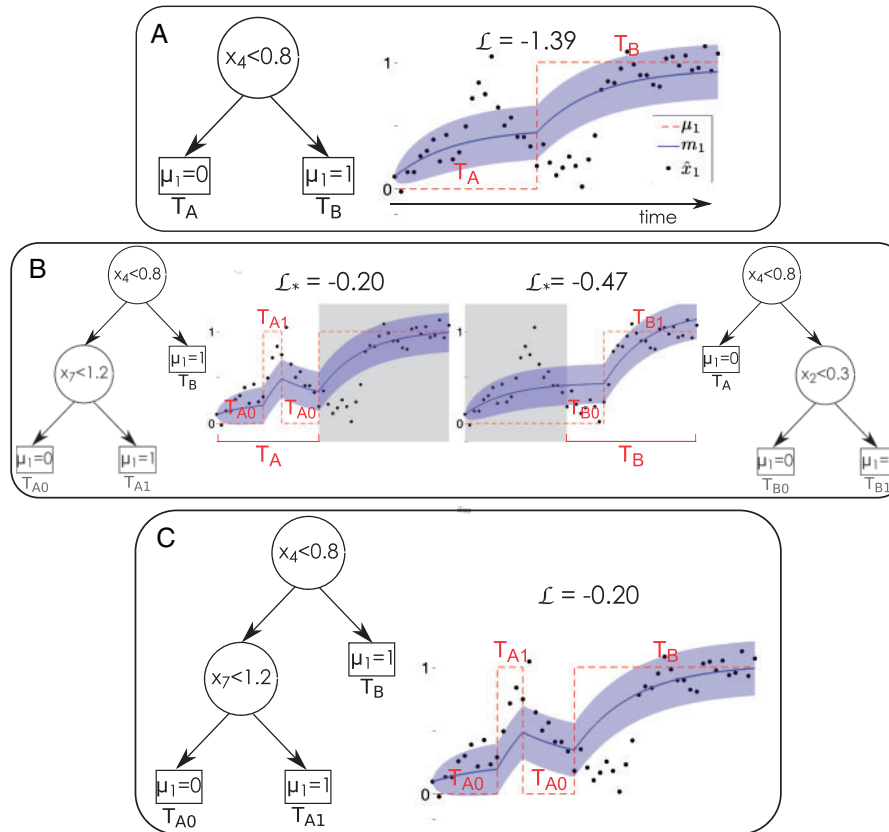 A
x4<0.8
μ1=0
TA
μ1=1
TB
ℒ = -1.39
TB
1
0
TA
μ1
m1
x̂1
time
B
x4<0.8
x7<1.2
μ1=1
TB
μ1=0
TA0
μ1=1
TA1
ℒ* = -0.20
TA1
1
0
TA0
TA0
TA
ℒ* = -0.47
TB1
1
0
TB0
TB
x4<0.8
μ1=0
TA
x2<0.3
μ1=0
TB0
μ1=
TB1
C
x4<0.8
x7<1.2
μ1=1
TB
μ1=0
TA0
μ1=1
TA1
ℒ = -0.20
TA1
TB
1
0
TA0
TA0